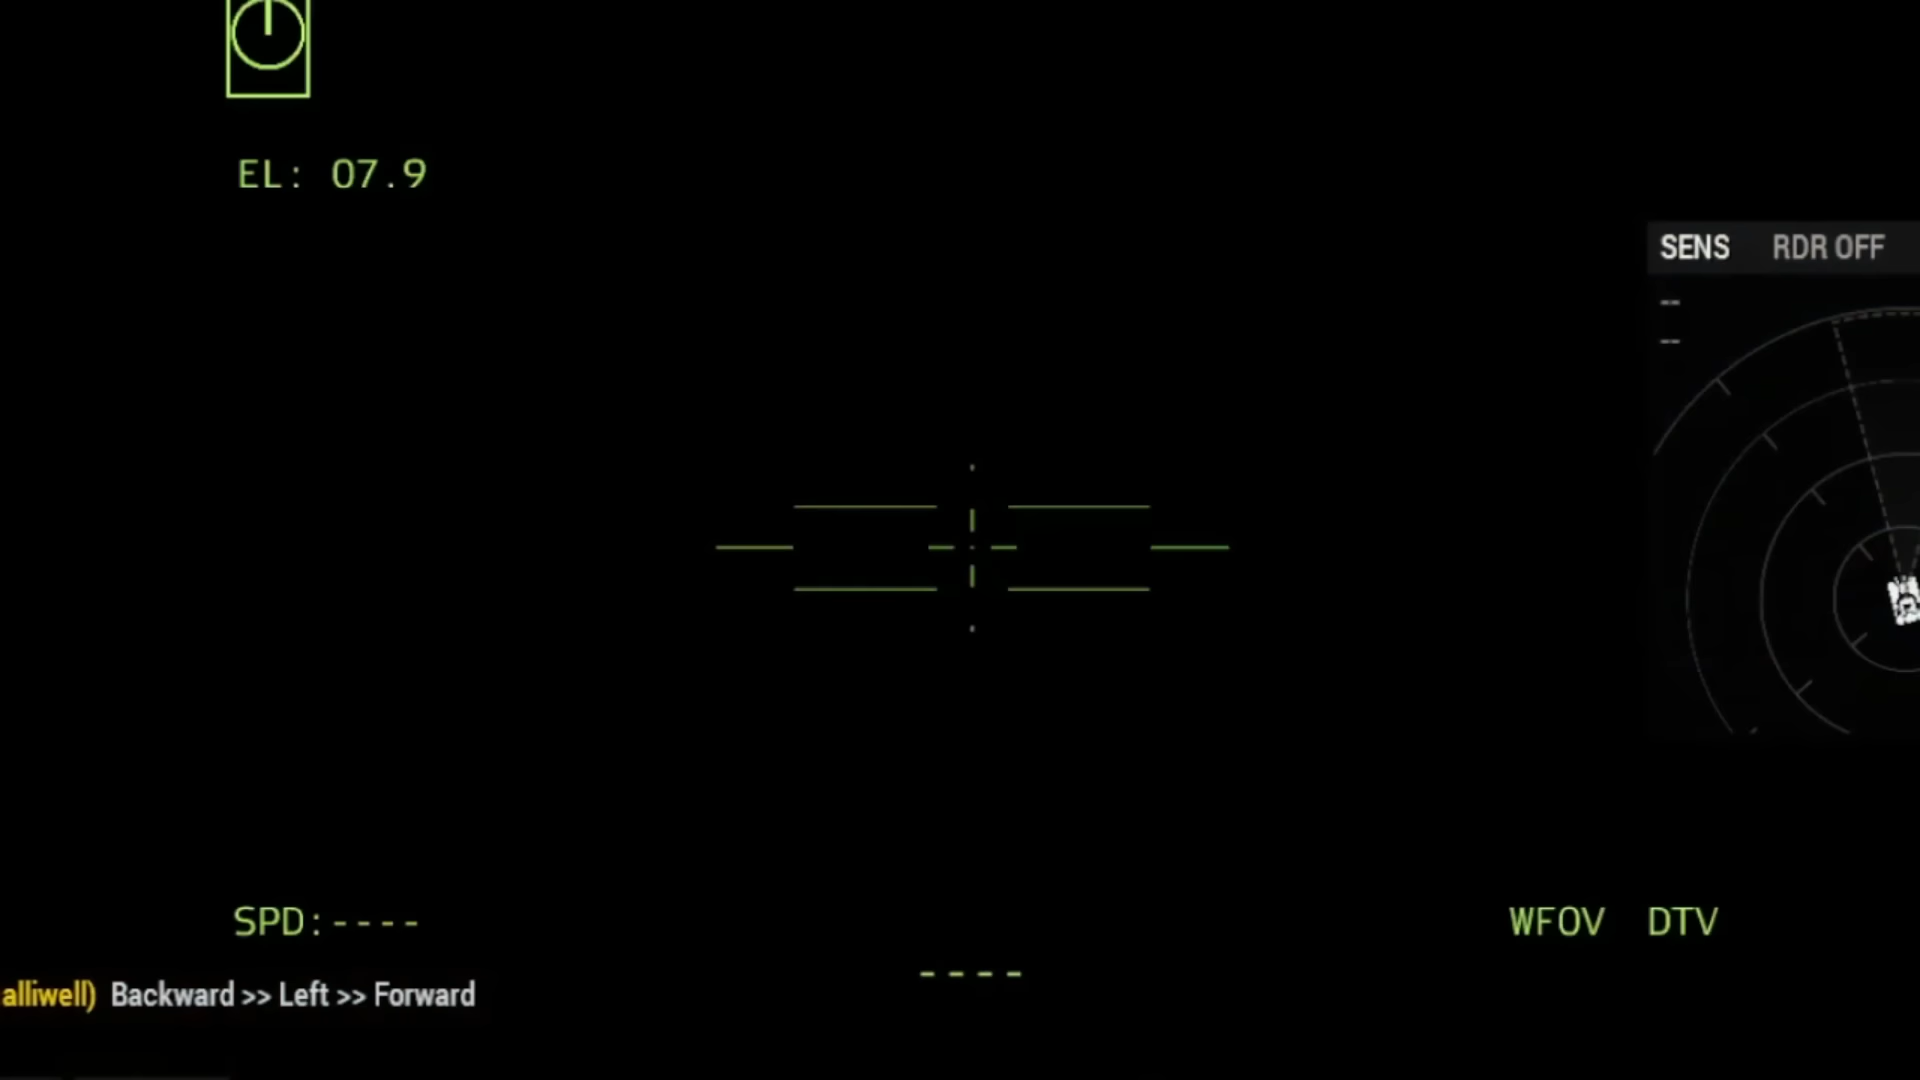 EL: 07.9
SENS RDR OFF
--
--
SPD:----
WFOV DTV
----
alliwell) Backward >> Left >> Forward